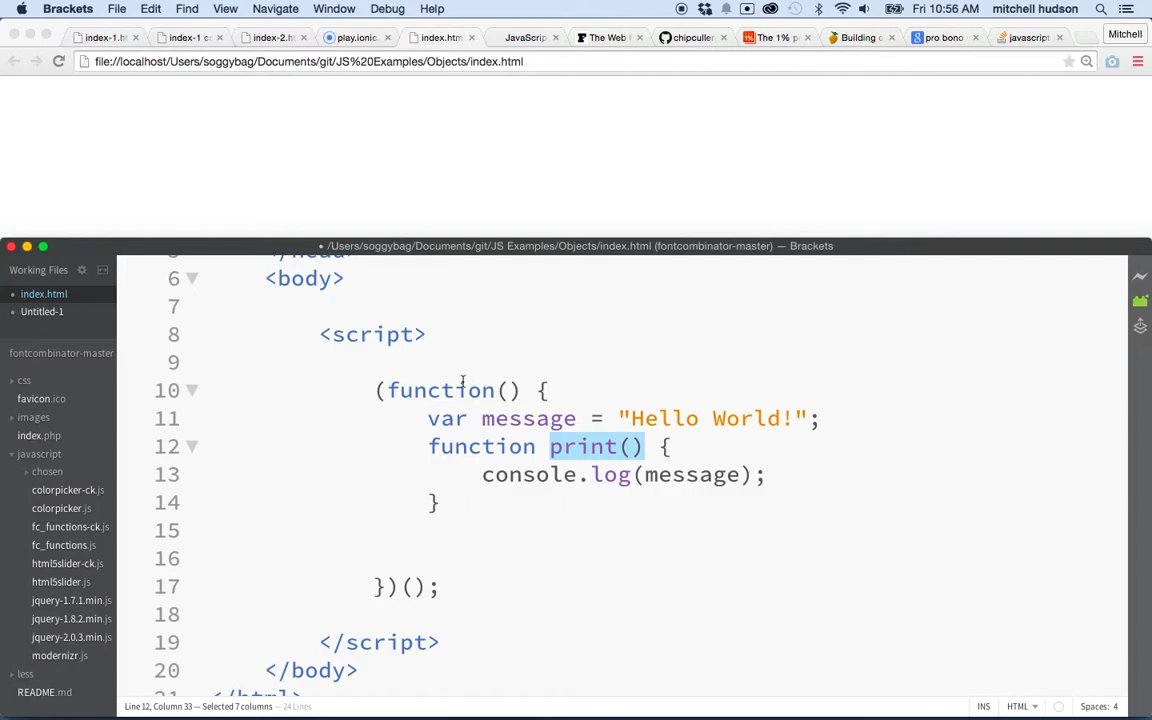 Brackets File Edit Find View Navigate Window Debug Help Fri 10:56 AM mitchell hudson
index-1.h index-1 c index-2.h play.ionic index.htm JavaScrip The Web F chipcullen The 1% p Building pro bono javascript Mitchell
file://localhost/Users/soggybag/Documents/git/JS%20Examples/Objects/index.html
• /Users/soggybag/Documents/git/JS Examples/Objects/index.html (fontcombinator-master) — Brackets
Working Files
index.html
Untitled-1
fontcombinator-master
css
favicon.ico
images
index.php
javascript
chosen
colorpicker-ck.js
colorpicker.js
fc_functions-ck.js
fc_functions.js
html5slider-ck.js
html5slider.js
jquery-1.7.1.min.js
jquery-1.8.2.min.js
jquery-2.0.3.min.js
modernizr.js
less
README.md
5 </head>
6 <body>
7
8 <script>
9
10 (function() {
11 var message = "Hello World!";
12 function print() {
13 console.log(message);
14 }
15
16
17 })();
18
19 </script>
20 </body>
21 </html>
Line 12, Column 33 — Selected 7 columns — 24 Lines INS HTML Spaces: 4